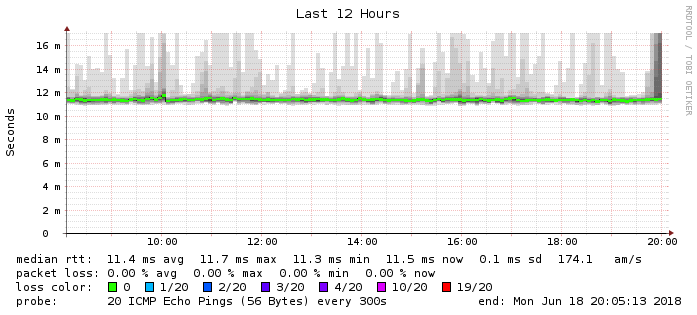 Last 12 Hours
RRDTOOL / TOBI OETIKER
Seconds
16 m
14 m
12 m
10 m
8 m
6 m
4 m
2 m
0
10:00 12:00 14:00 16:00 18:00 20:00
median rtt: 11.4 ms avg 11.7 ms max 11.3 ms min 11.5 ms now 0.1 ms sd 174.1 am/s
packet loss: 0.00 % avg 0.00 % max 0.00 % min 0.00 % now
loss color: 0 1/20 2/20 3/20 4/20 10/20 19/20
probe: 20 ICMP Echo Pings (56 Bytes) every 300s end: Mon Jun 18 20:05:13 2018